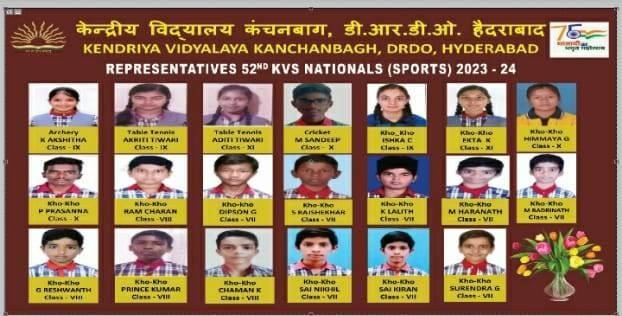 केन्द्रीय विद्यालय कंचनबाग, डी.आर.डी.ओ. हैदराबाद
KENDRIYA VIDYALAYA KANCHANBAGH, DRDO, HYDERABAD
REPRESENTATIVES 52ND KVS NATIONALS (SPORTS) 2023 - 24
75
आज़ादी का
अमृत महोत्सव
Archery
K AKSHITHA
Class - IX
Table Tennis
AKRITI TIWARI
Class - IX
Table Tennis
ADITI TIWARI
Class - XI
Cricket
M SANDEEP
Class - X
Kho_Kho
ISHKA C
Class - IX
Kho-Kho
EKTA K
Class - XI
Kho-Kho
HIMMAYA G
Class - X
Kho-Kho
P PRASANNA
Class - X
Kho-Kho
RAM CHARAN
Class - VIII
Kho-Kho
DIPSON G
Class - VIII
Kho-Kho
S RAJSHEKHAR
Class - VII
Kho-Kho
K LALITH
Class - VII
Kho-Kho
M HARANATH
Class - VII
Kho-Kho
M BADRINATH
Class - VII
Kho-Kho
G RESHWANTH
Class - VIII
Kho-Kho
PRINCE KUMAR
Class - VIII
Kho-Kho
CHAMAN K
Class - VIII
Kho-Kho
SAI NIKHIL
Class - VIII
Kho-Kho
SAI KIRAN
Class - VII
Kho-Kho
SURENDRA G
Class - VII